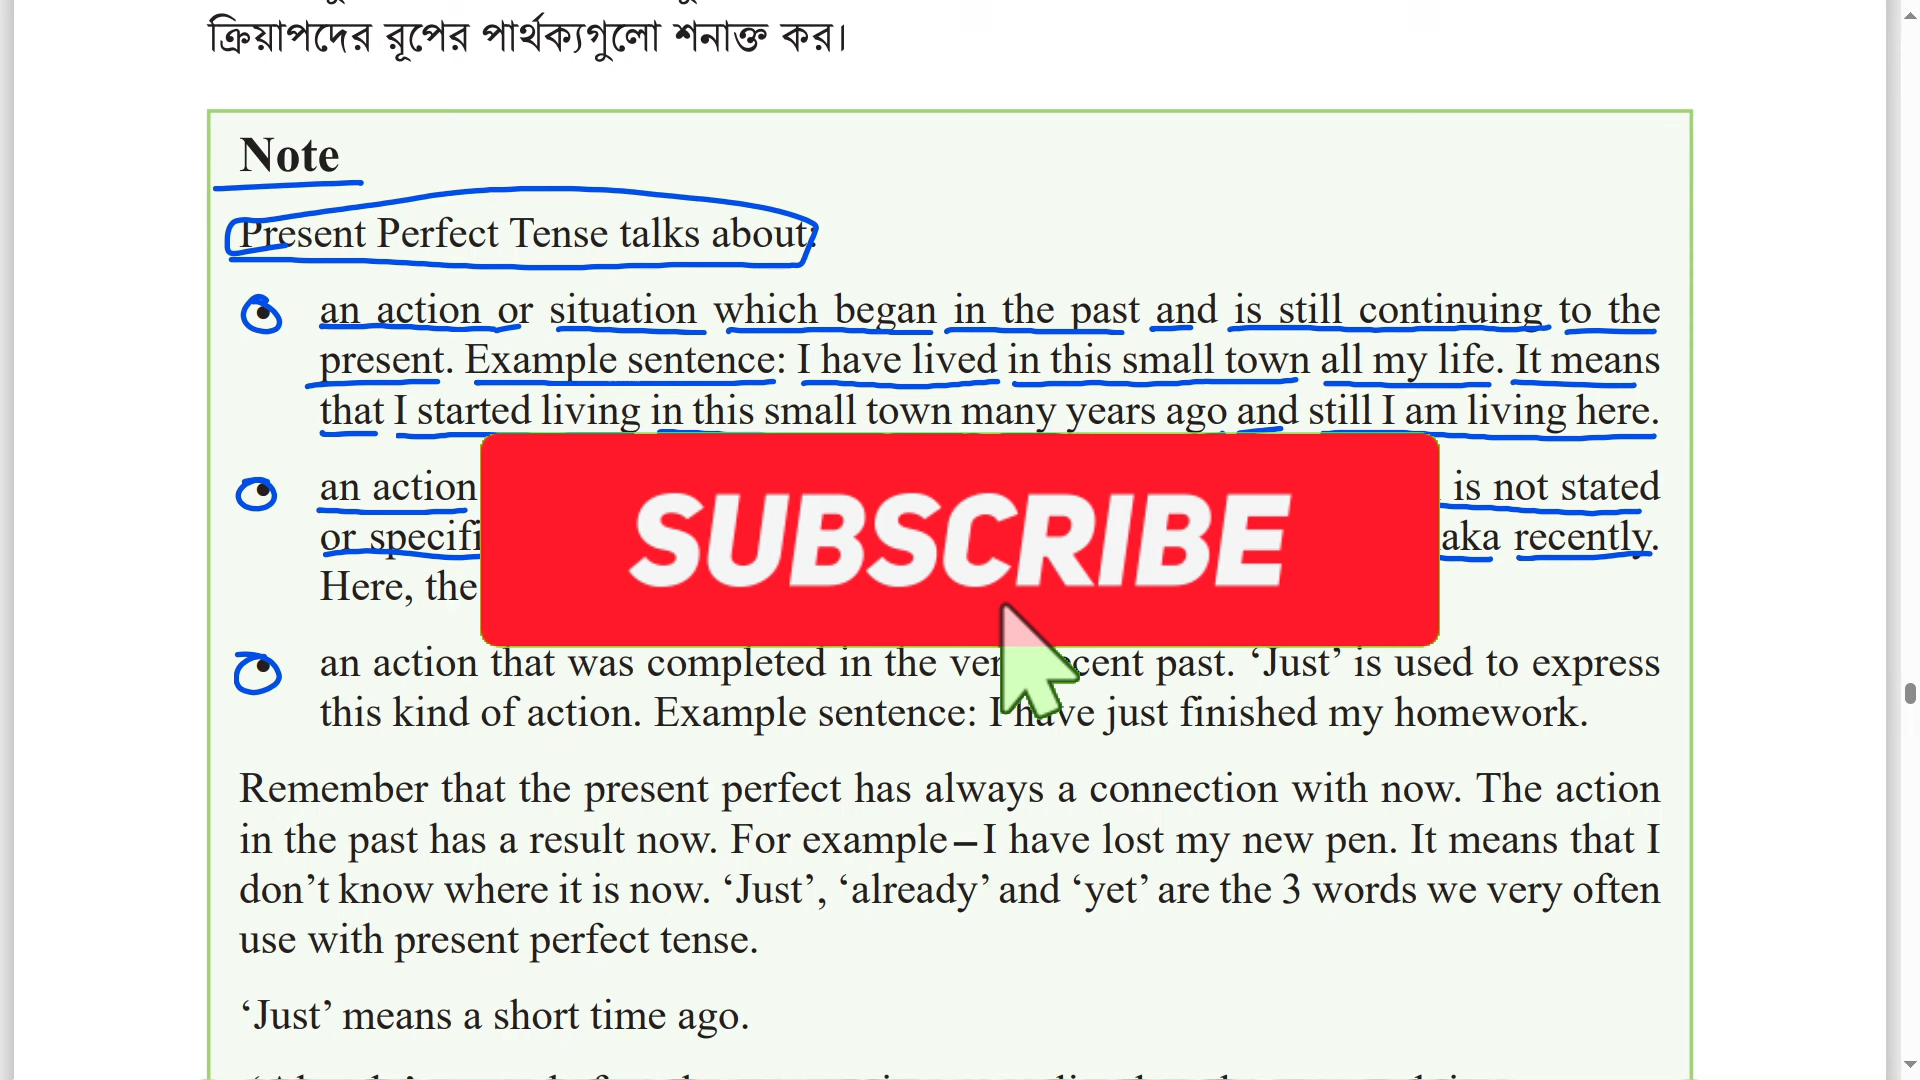 ক্রিয়াপদের রূপের পার্থক্যগুলো শনাক্ত কর।
Note
Present Perfect Tense talks about:
• an action or situation which began in the past and is still continuing to the
present. Example sentence: I have lived in this small town all my life. It means
that I started living in this small town many years ago and still I am living here.
• an action is not stated
or specifi aka recently.
Here, the
SUBSCRIBE
• an action that was completed in the very recent past. ‘Just’ is used to express
this kind of action. Example sentence: I have just finished my homework.
Remember that the present perfect has always a connection with now. The action
in the past has a result now. For example–I have lost my new pen. It means that I
don’t know where it is now. ‘Just’, ‘already’ and ‘yet’ are the 3 words we very often
use with present perfect tense.
‘Just’ means a short time ago.